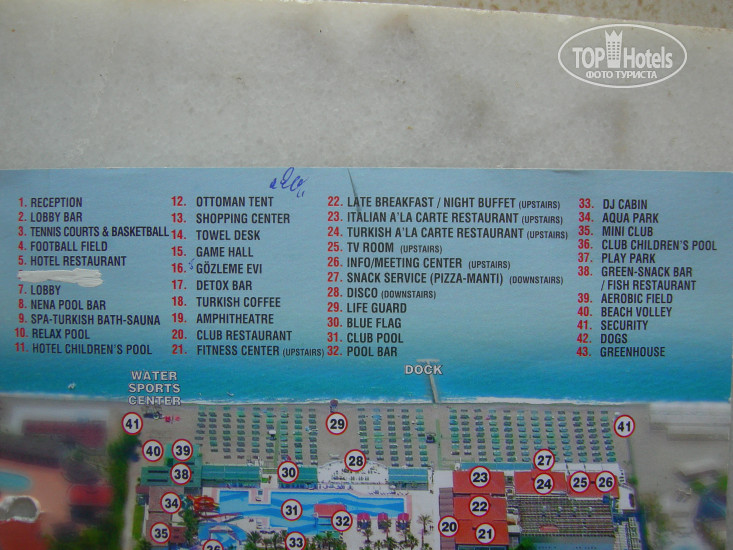 TOP Hotels
ФОТО ТУРИСТА
1. RECEPTION
2. LOBBY BAR
3. TENNIS COURTS & BASKETBALL
4. FOOTBALL FIELD
5. HOTEL RESTAURANT
7. LOBBY
8. NENA POOL BAR
9. SPA-TURKISH BATH-SAUNA
10. RELAX POOL
11. HOTEL CHILDREN'S POOL
12. OTTOMAN TENT
13. SHOPPING CENTER
14. TOWEL DESK
15. GAME HALL
16. GÖZLEME EVI
17. DETOX BAR
18. TURKISH COFFEE
19. AMPHITHEATRE
20. CLUB RESTAURANT
21. FITNESS CENTER (UPSTAIRS)
22. LATE BREAKFAST / NIGHT BUFFET (UPSTAIRS)
23. ITALIAN A'LA CARTE RESTAURANT (UPSTAIRS)
24. TURKISH A'LA CARTE RESTAURANT (UPSTAIRS)
25. TV ROOM (UPSTAIRS)
26. INFO/MEETING CENTER (UPSTAIRS)
27. SNACK SERVICE (PIZZA-MANTI) (DOWNSTAIRS)
28. DISCO (DOWNSTAIRS)
29. LIFE GUARD
30. BLUE FLAG
31. CLUB POOL
32. POOL BAR
33. DJ CABIN
34. AQUA PARK
35. MINI CLUB
36. CLUB CHILDREN'S POOL
37. PLAY PARK
38. GREEN-SNACK BAR
/ FISH RESTAURANT
39. AEROBIC FIELD
40. BEACH VOLLEY
41. SECURITY
42. DOGS
43. GREENHOUSE
WATER
SPORTS
CENTER
DOCK
41
29
41
40
39
38
30
28
27
23
24
25
26
34
31
32
22
35
20
21
36
33